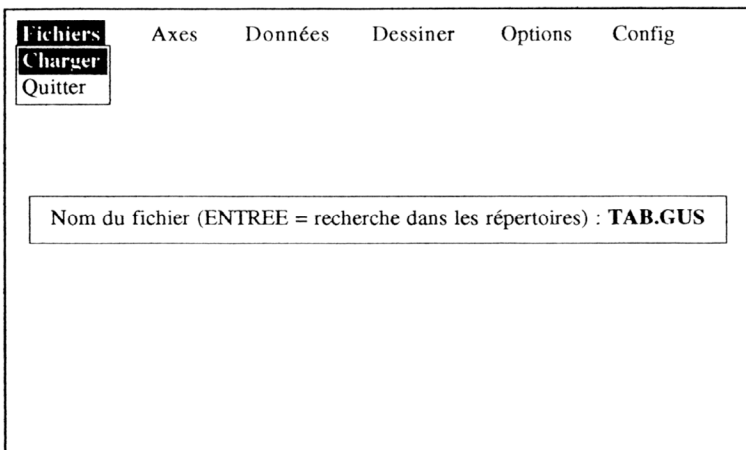 Fichiers Axes Données Dessiner Options Config
Charger
Quitter
Nom du fichier (ENTREE = recherche dans les répertoires) : TAB.GUS